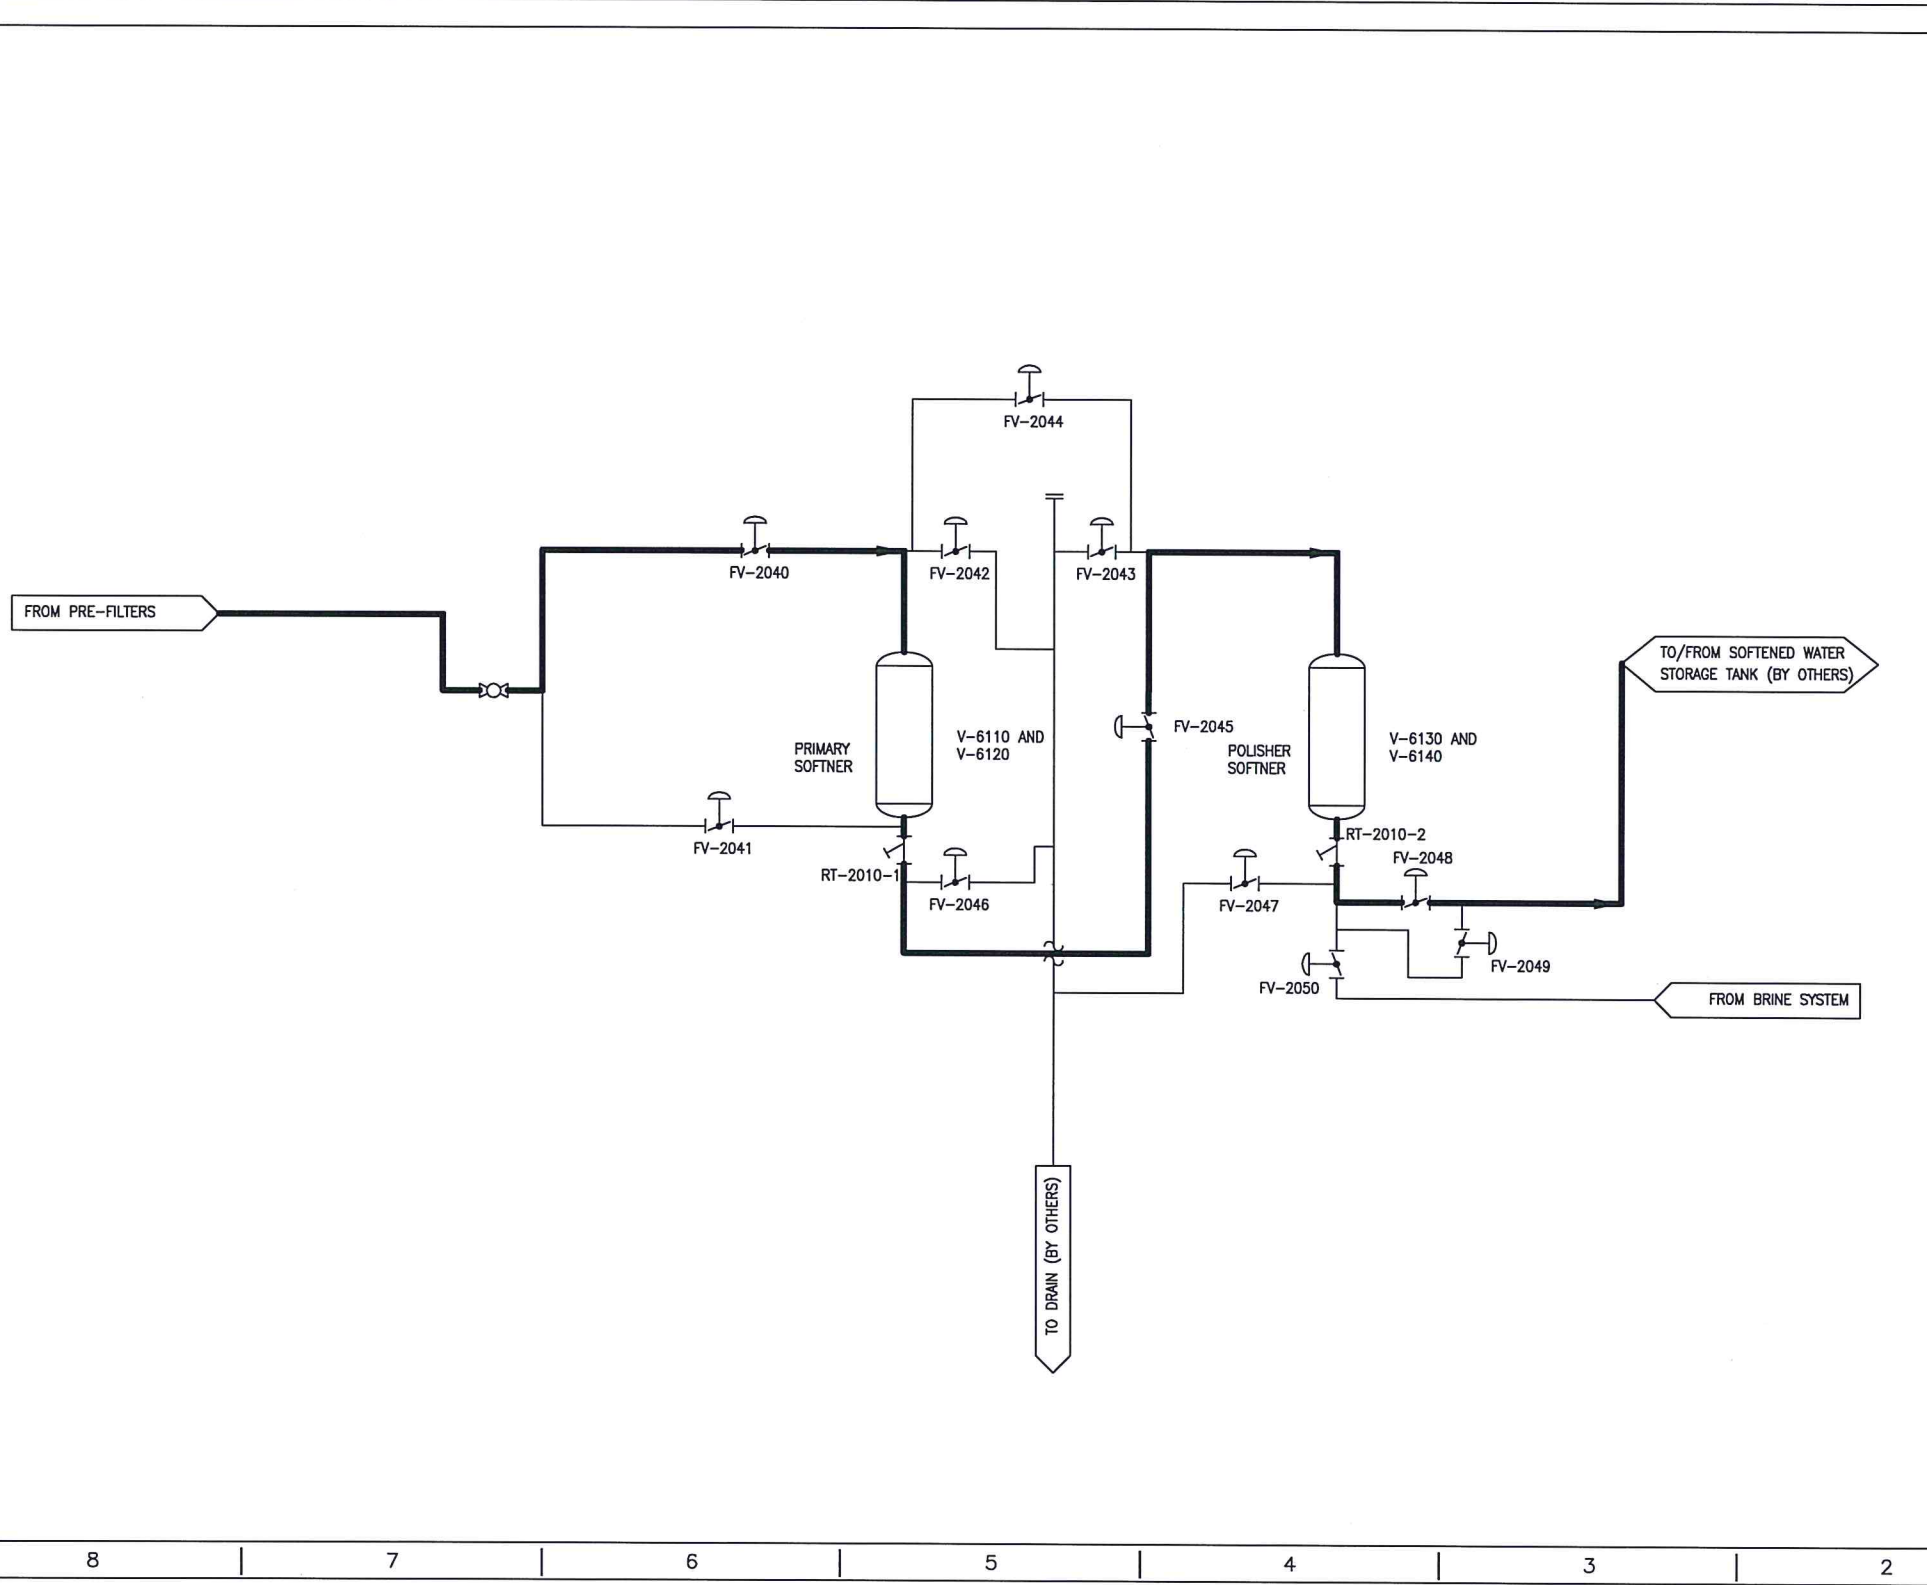 FV-2044
FV-2040
FV-2042
FV-2043
FROM PRE-FILTERS
TO/FROM SOFTENED WATER
STORAGE TANK (BY OTHERS)
FV-2045
V-6110 AND
V-6120
PRIMARY
SOFTNER
POLISHER
SOFTNER
V-6130 AND
V-6140
FV-2041
RT-2010-1
FV-2046
RT-2010-2
FV-2048
FV-2047
FV-2049
FV-2050
FROM BRINE SYSTEM
TO DRAIN (BY OTHERS)
8 7 6 5 4 3 2